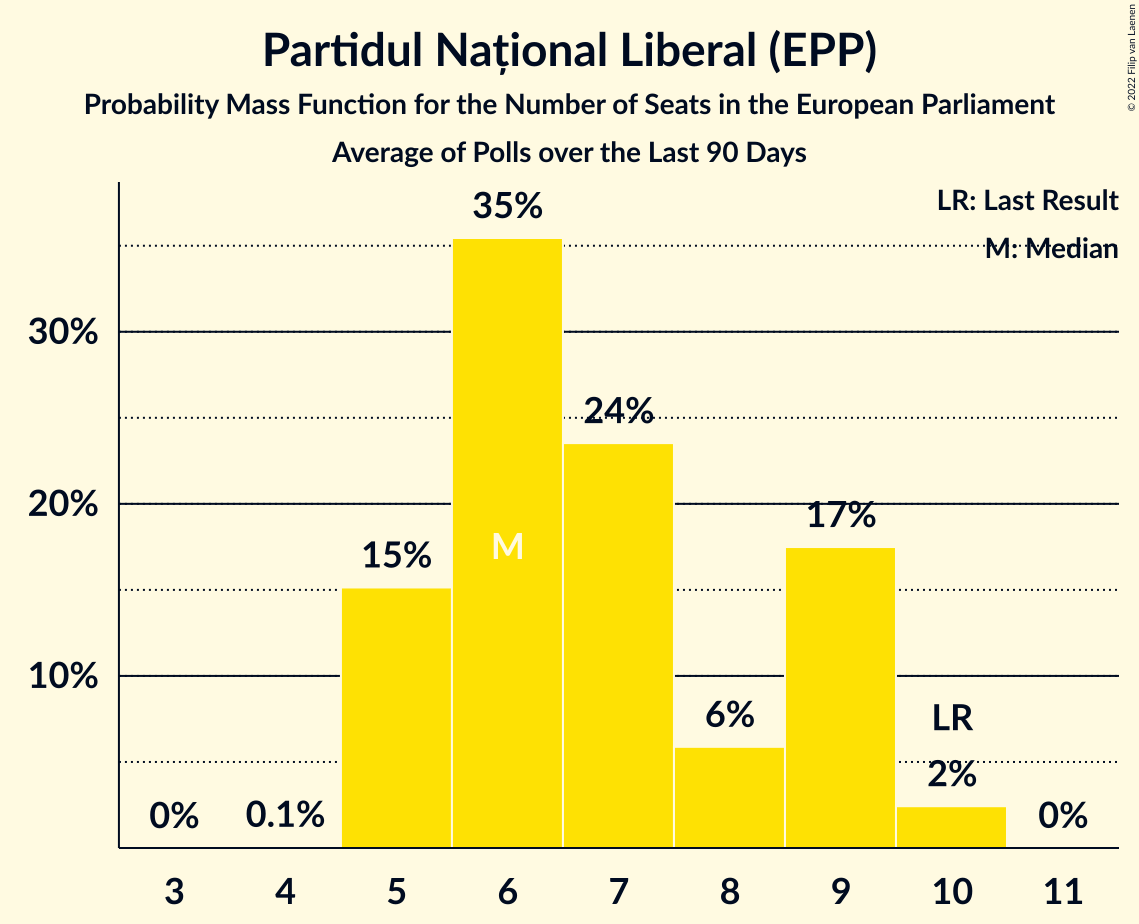 Partidul Național Liberal (EPP)
Probability Mass Function for the Number of Seats in the European Parliament
Average of Polls over the Last 90 Days
© 2022 Filip van Laenen
LR: Last Result
M: Median
35%
30%
24%
20%
17%
M
15%
10%
LR
6%
2%
0%
0.1%
0%
3 4 5 6 7 8 9 10 11